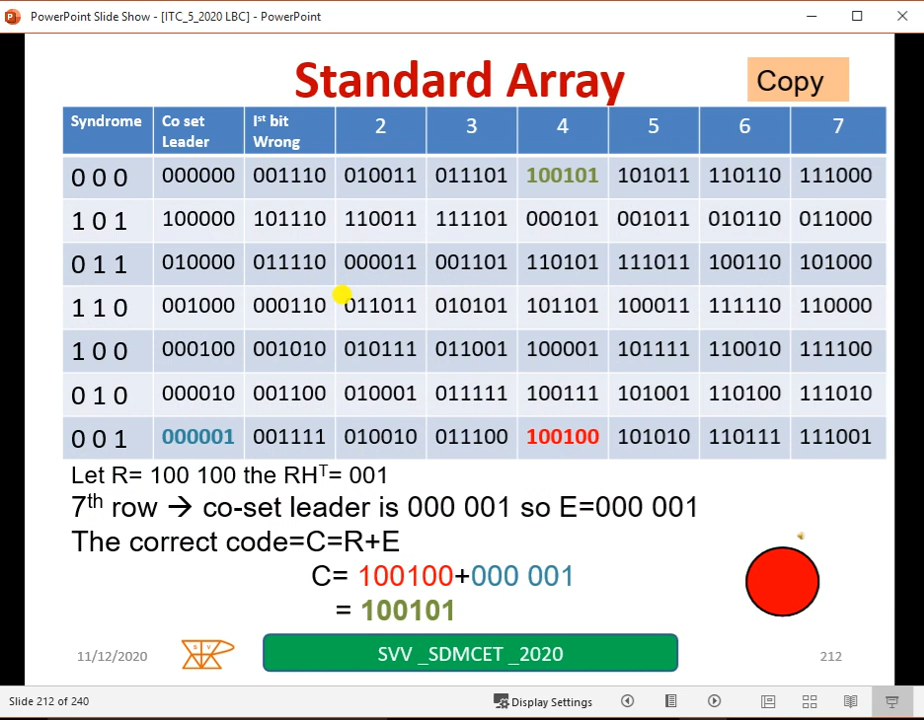 PowerPoint Slide Show - [ITC_5_2020 LBC] - PowerPoint
Standard Array
Copy
Syndrome Co set Leader Ist bit Wrong 2 3 4 5 6 7
0 0 0 000000 001110 010011 011101 100101 101011 110110 111000
1 0 1 100000 101110 110011 111101 000101 001011 010110 011000
0 1 1 010000 011110 000011 001101 110101 111011 100110 101000
1 1 0 001000 000110 011011 010101 101101 100011 111110 110000
1 0 0 000100 001010 010111 011001 100001 101111 110010 111100
0 1 0 000010 001100 010001 011111 100111 101001 110100 111010
0 0 1 000001 001111 010010 011100 100100 101010 110111 111001
Let R= 100 100 the RHT= 001
7th row → co-set leader is 000 001 so E=000 001
The correct code=C=R+E
C= 100100+000 001
= 100101
11/12/2020
S V
SVV _SDMCET _2020
212
Slide 212 of 240
Display Settings